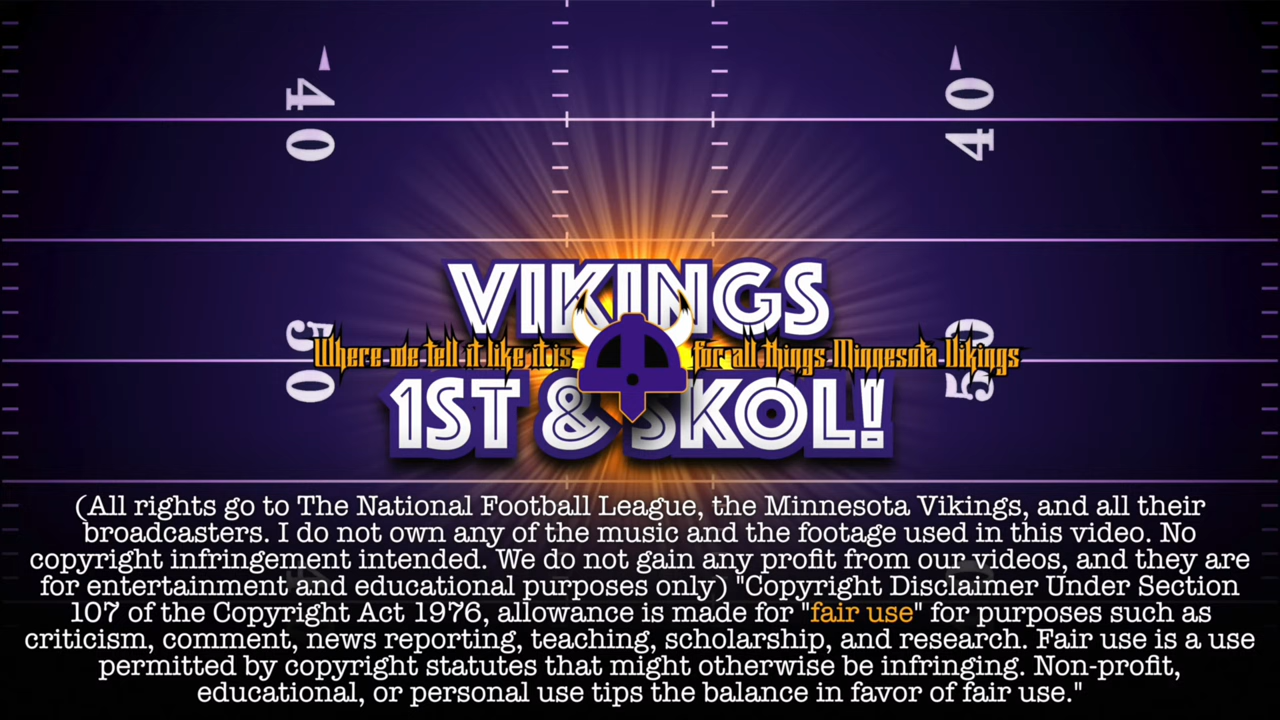 40 40
VIKINGS
50 Where we tell it like it is for all things Minnesota Vikings 50
1ST & SKOL!
(All rights go to The National Football League, the Minnesota Vikings, and all their
broadcasters. I do not own any of the music and the footage used in this video. No
copyright infringement intended. We do not gain any profit from our videos, and they are
for entertainment and educational purposes only) "Copyright Disclaimer Under Section
107 of the Copyright Act 1976, allowance is made for "fair use" for purposes such as
criticism, comment, news reporting, teaching, scholarship, and research. Fair use is a use
permitted by copyright statutes that might otherwise be infringing. Non-profit,
educational, or personal use tips the balance in favor of fair use."